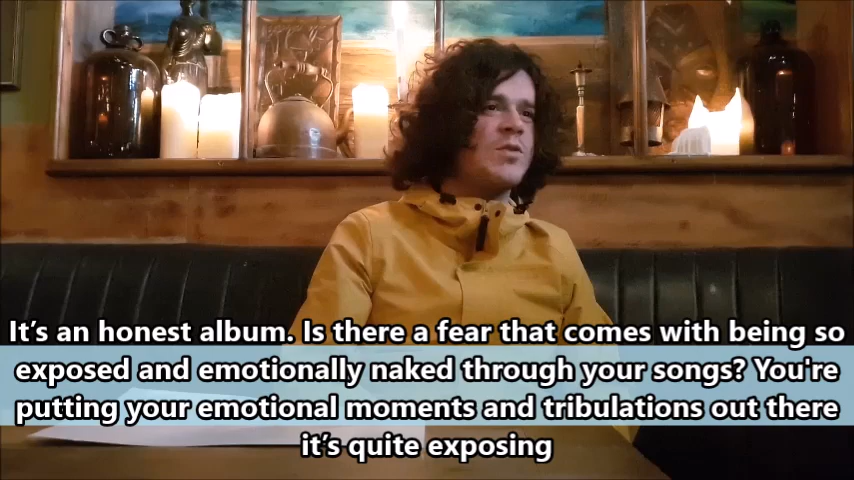 It’s an honest album. Is there a fear that comes with being so
exposed and emotionally naked through your songs? You're
putting your emotional moments and tribulations out there
it’s quite exposing